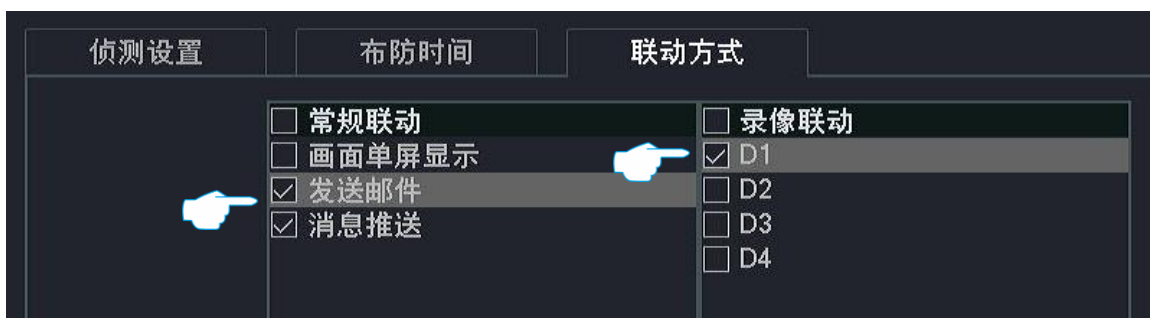 侦测设置 布防时间 联动方式
常规联动 录像联动
画面单屏显示 D1
发送邮件 D2
消息推送 D3
D4